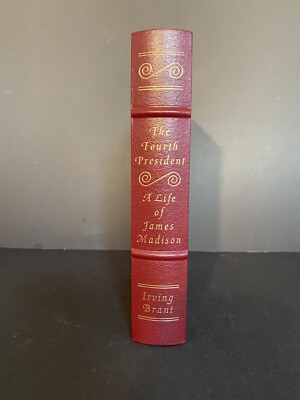 The
Fourth
President
A Life
of
James
Madison
Irving
Brant